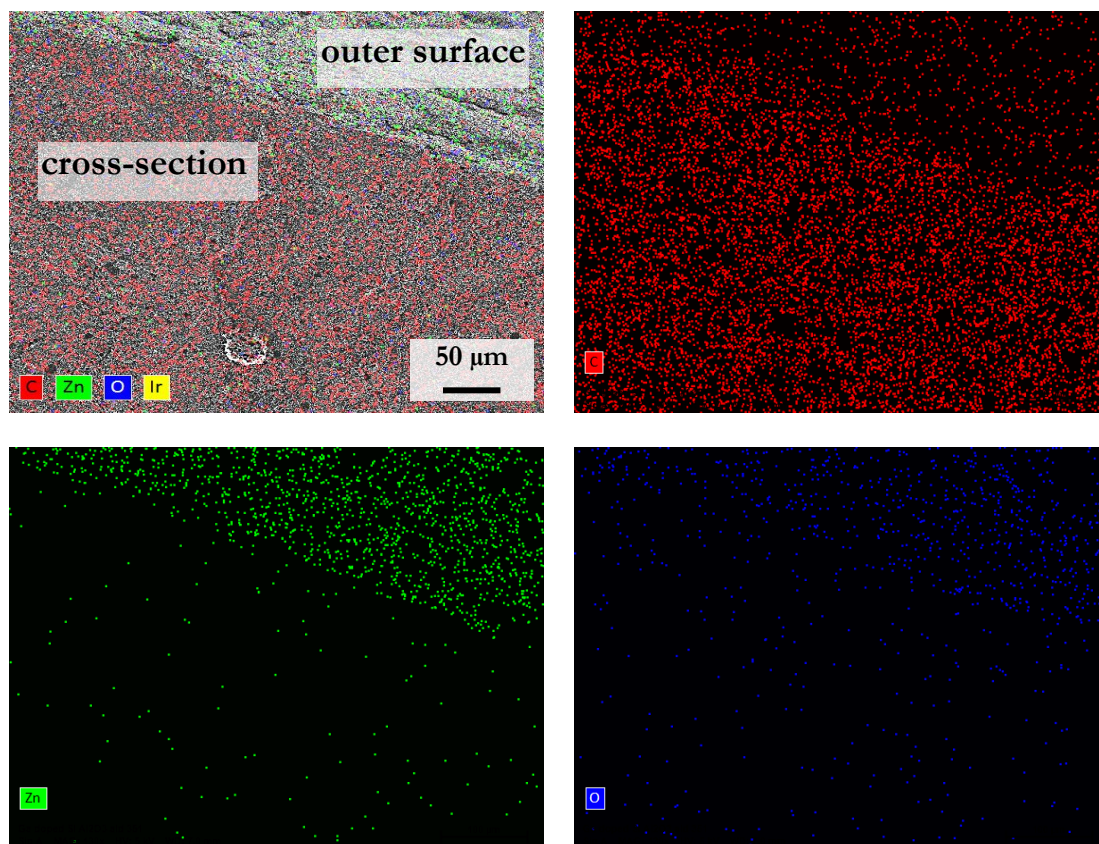 outer surface
cross-section
50 µm
C Zn O Ir
C
Zn
O